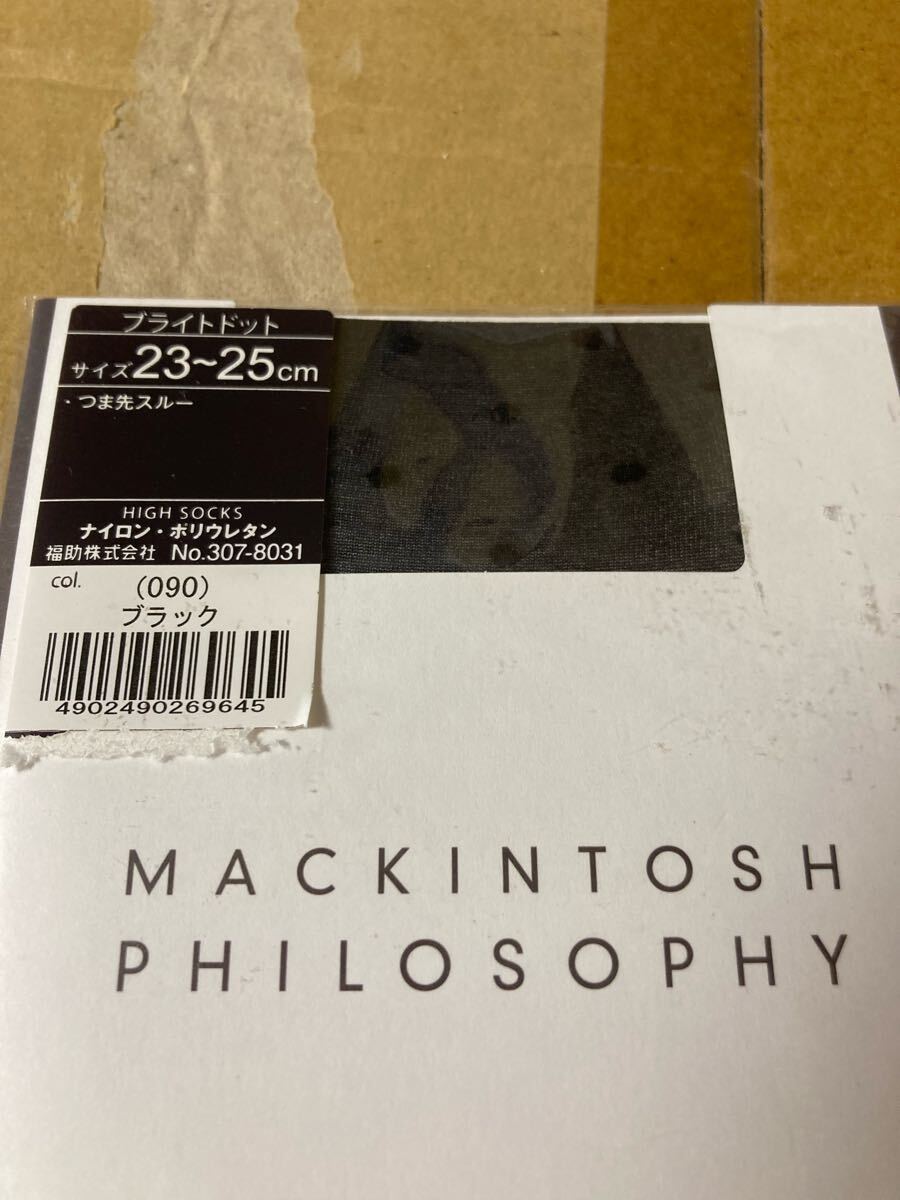 ブライトドット
サイズ23~25cm
・つま先スルー
HIGH SOCKS
ナイロン・ポリウレタン
福助株式会社 No.307-8031
col. (090)
ブラック
4902490269645
MACKINTOSH
PHILOSOPHY